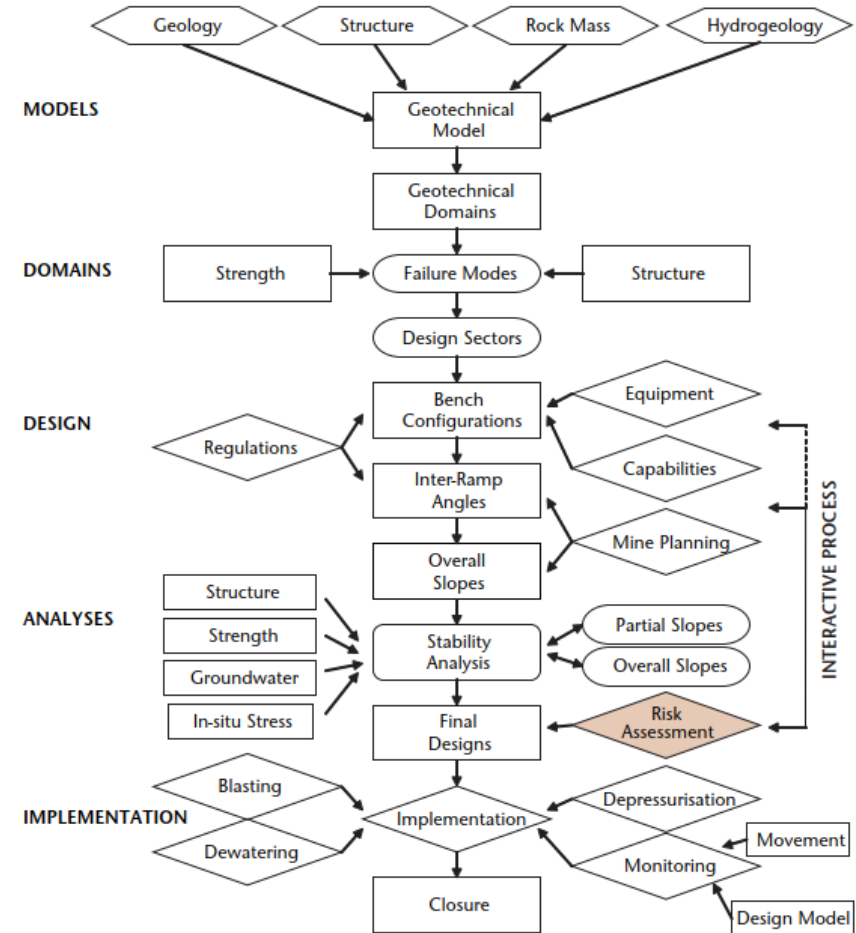 Geology
Structure
Rock Mass
Hydrogeology
MODELS
Geotechnical
Model
Geotechnical
Domains
DOMAINS
Strength
Failure Modes
Structure
Design Sectors
DESIGN
Bench
Configurations
Equipment
Regulations
Capabilities
Inter-Ramp
Angles
Mine Planning
INTERACTIVE PROCESS
Overall
Slopes
ANALYSES
Structure
Strength
Groundwater
In-situ Stress
Stability
Analysis
Partial Slopes
Overall Slopes
Final
Designs
Risk
Assessment
IMPLEMENTATION
Blasting
Dewatering
Implementation
Depressurisation
Monitoring
Movement
Design Model
Closure